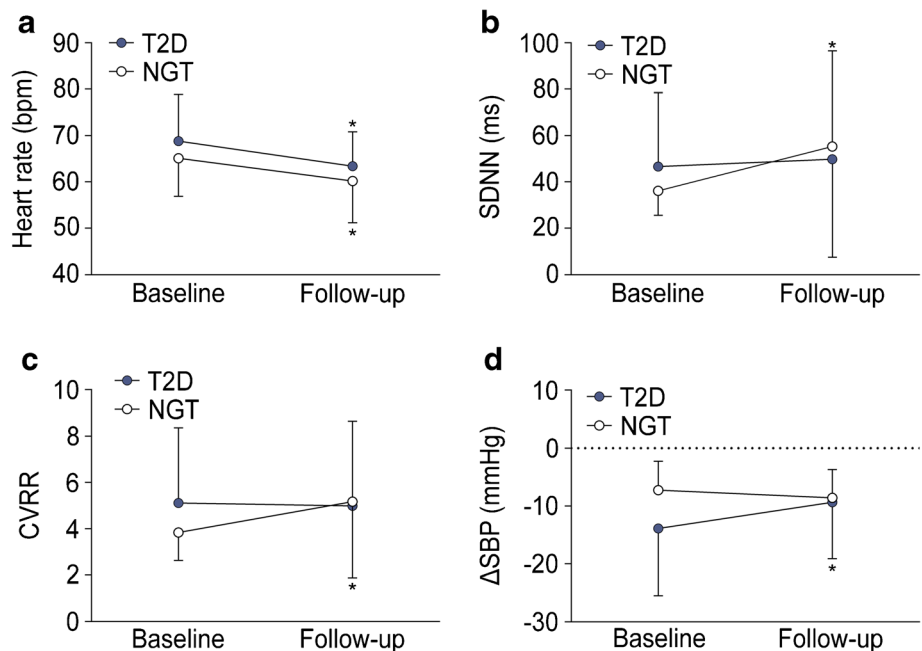 a
T2D
NGT
Heart rate (bpm)
90
80
70
60
50
40
*
*
Baseline Follow-up
b
T2D
NGT
SDNN (ms)
100
80
60
40
20
0
*
Baseline Follow-up
c
T2D
NGT
CVRR
10
8
6
4
2
0
*
Baseline Follow-up
d
T2D
NGT
ΔSBP (mmHg)
10
0
-10
-20
-30
*
Baseline Follow-up